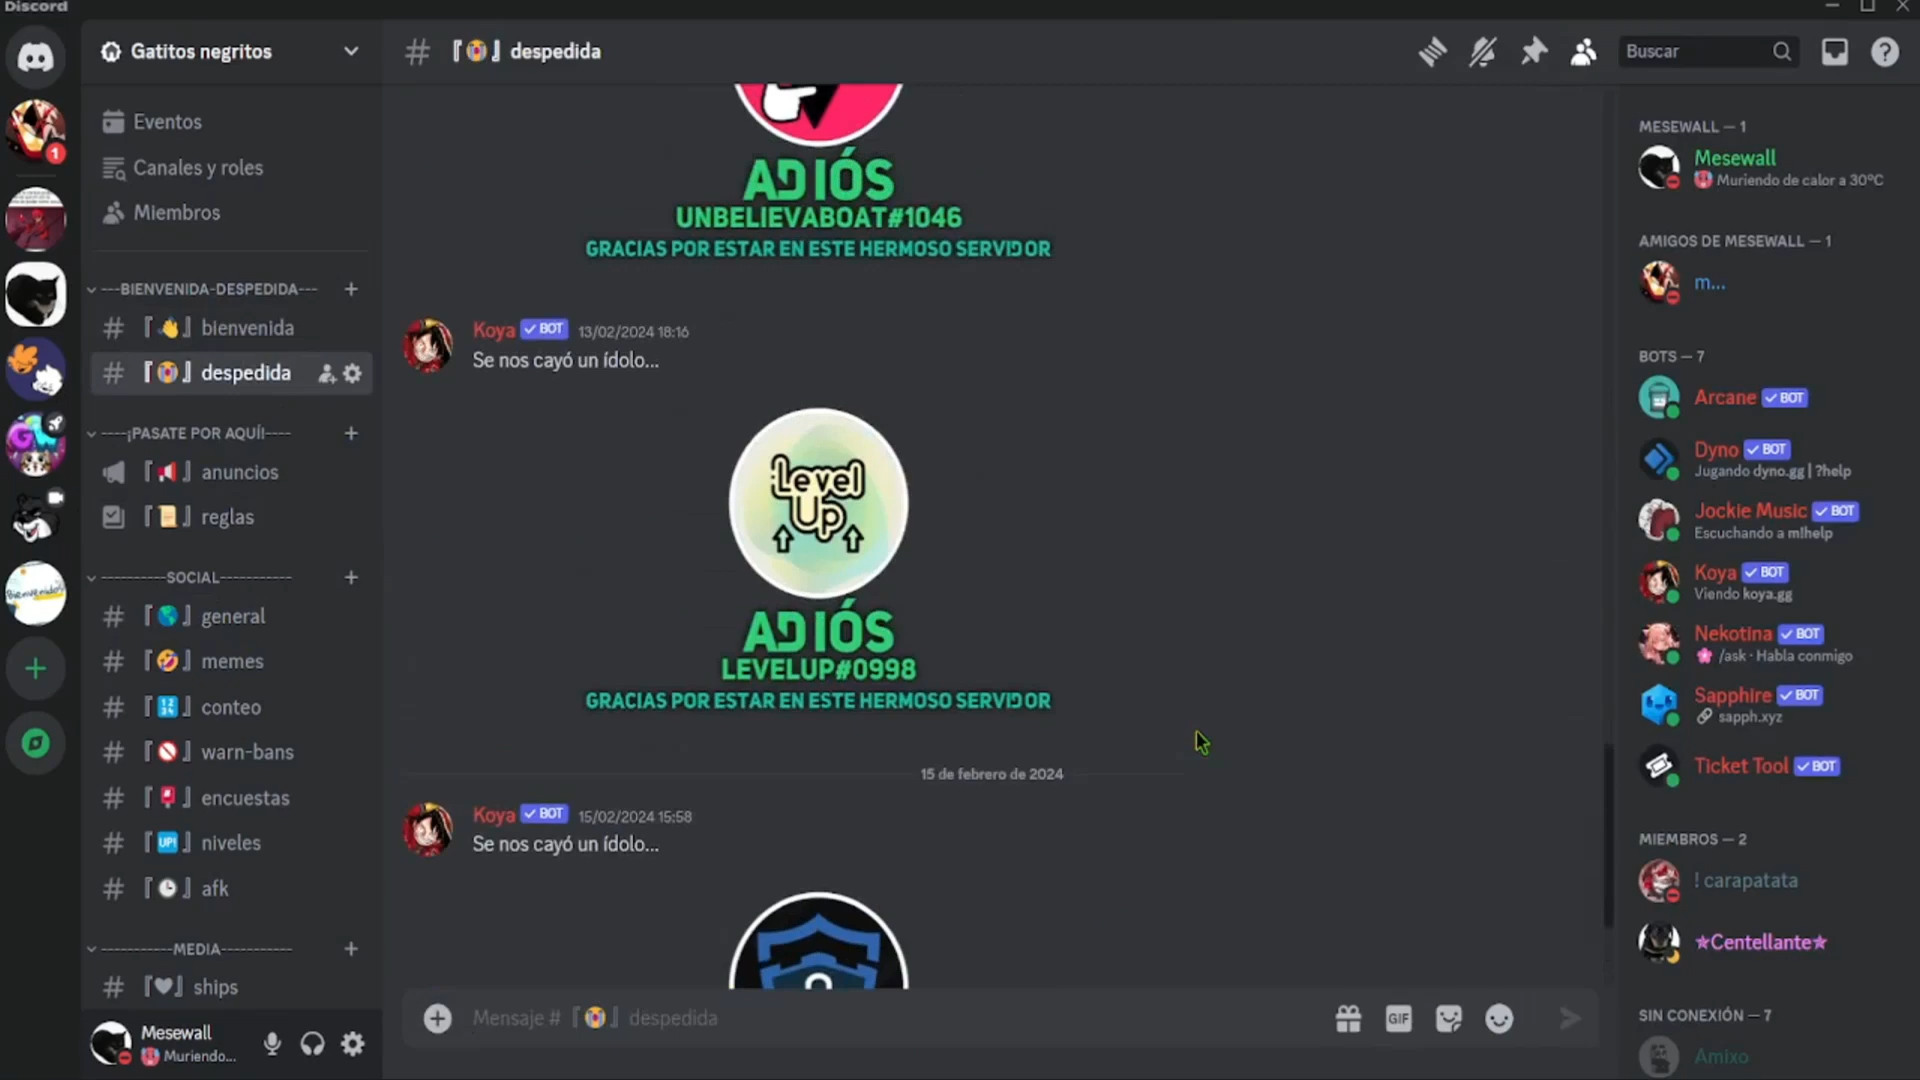 Discord
Gatitos negritos
# 『😭』 despedida
Buscar
Eventos
Canales y roles
Miembros
---BIENVENIDA-DESPEDIDA---
# 『👋』 bienvenida
# 『😭』 despedida
----¡PASATE POR AQUÍ!----
『📢』 anuncios
『📜』 reglas
-----------SOCIAL-----------
# 『🌎』 general
# 『🤣』 memes
# 『🔢』 conteo
# 『🚫』 warn-bans
# 『🗳』 encuestas
# 『🆙』 niveles
# 『🕒』 afk
-----------MEDIA-----------
# 『🖤』 ships
Mesewall
Muriendo...
1
Bienvenidos
ADIÓS
UNBELIEVABOAT#1046
GRACIAS POR ESTAR EN ESTE HERMOSO SERVIDOR
Koya ✓ BOT 13/02/2024 18:16
Se nos cayó un ídolo...
Level
Up
ADIÓS
LEVELUP#0998
GRACIAS POR ESTAR EN ESTE HERMOSO SERVIDOR
15 de febrero de 2024
Koya ✓ BOT 15/02/2024 15:58
Se nos cayó un ídolo...
Mensaje # 『😭』 despedida
GIF
MESEWALL — 1
Mesewall
🥵 Muriendo de calor a 30ºC
AMIGOS DE MESEWALL — 1
m...
BOTS — 7
Arcane ✓ BOT
Dyno ✓ BOT
Jugando dyno.gg | ?help
Jockie Music ✓ BOT
Escuchando a m!help
Koya ✓ BOT
Viendo koya.gg
Nekotina ✓ BOT
🌸 /ask · Habla conmigo
Sapphire ✓ BOT
🔗 sapph.xyz
Ticket Tool ✓ BOT
MIEMBROS — 2
! carapatata
✯Centellante✯
SIN CONEXIÓN — 7
Amixo